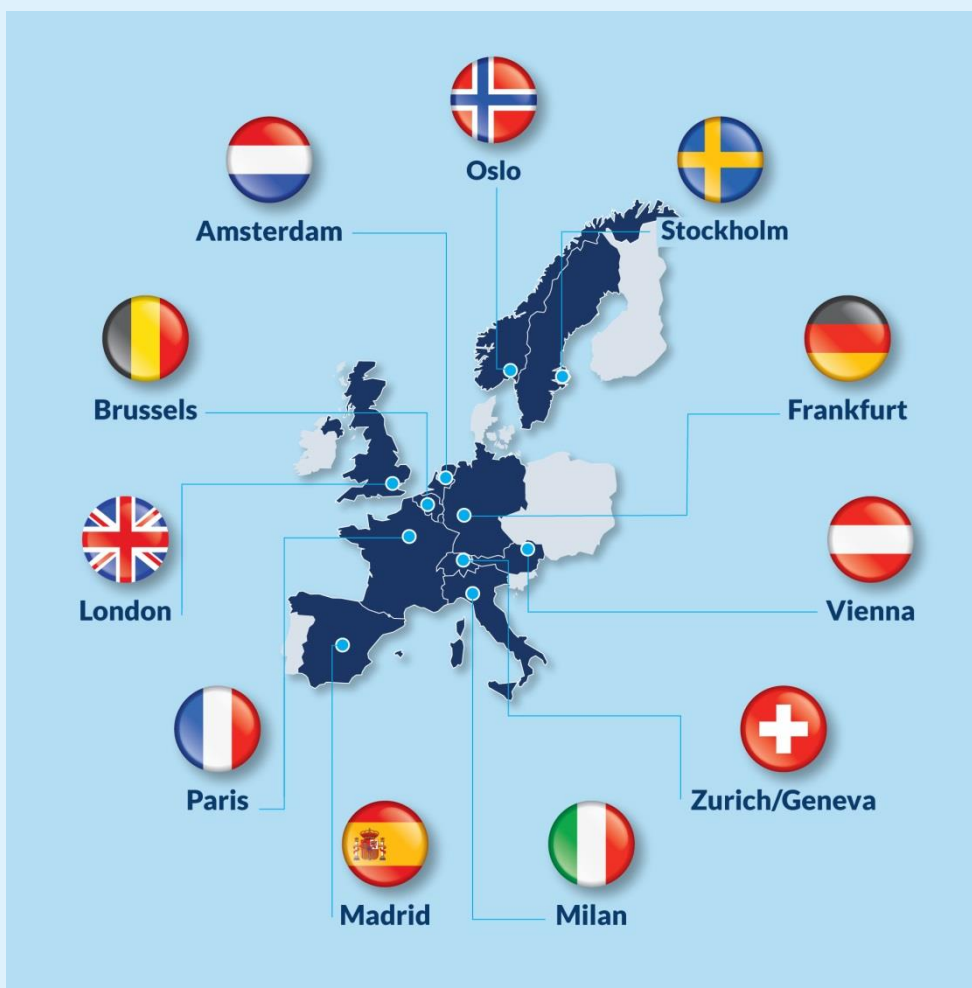 Oslo
Amsterdam
Stockholm
Brussels
Frankfurt
London
Vienna
Paris
Zurich/Geneva
Madrid
Milan